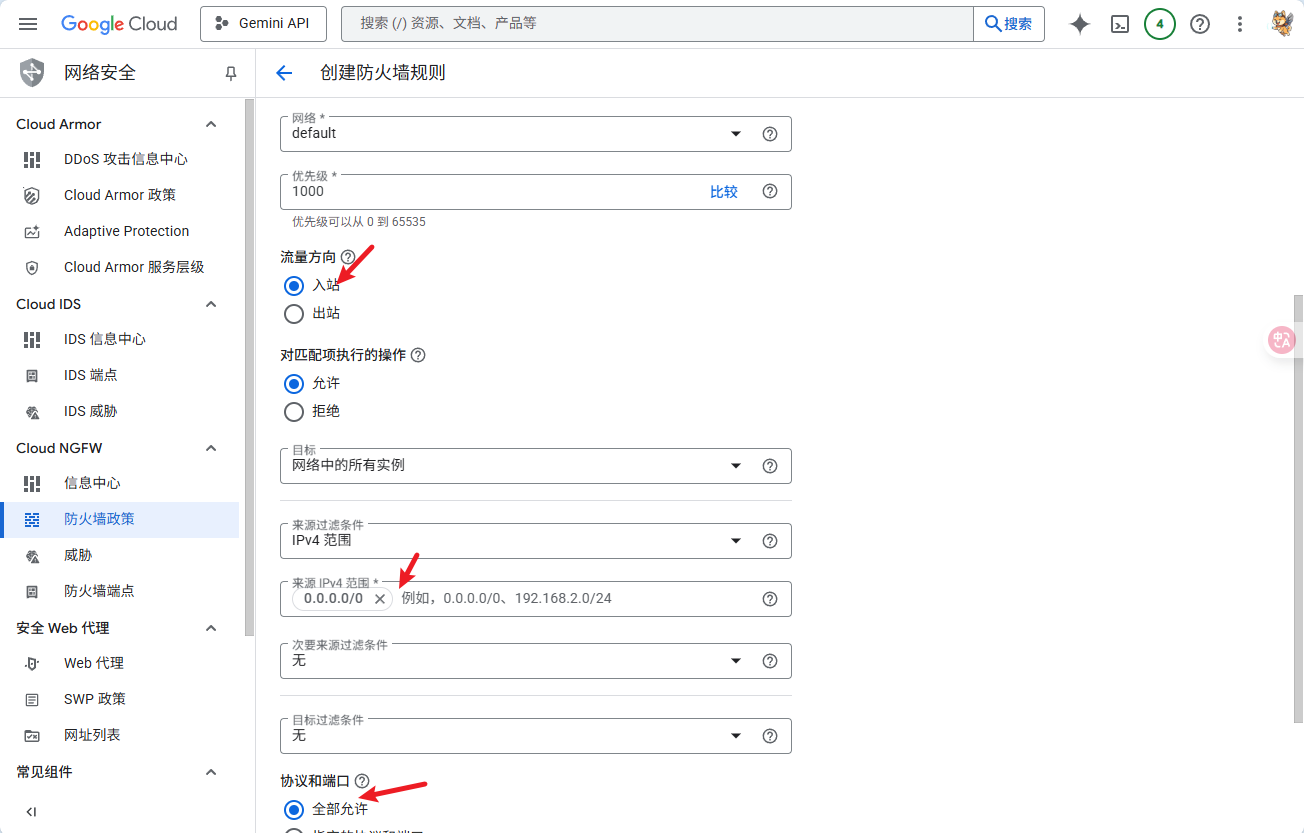 Google Cloud
Gemini API
搜索 (/) 资源、文档、产品等
搜索
4
网络安全
创建防火墙规则
Cloud Armor
DDoS 攻击信息中心
Cloud Armor 政策
Adaptive Protection
Cloud Armor 服务层级
Cloud IDS
IDS 信息中心
IDS 端点
IDS 威胁
Cloud NGFW
信息中心
防火墙政策
威胁
防火墙端点
安全 Web 代理
Web 代理
SWP 政策
网址列表
常见组件
网络 *
default
优先级 *
1000
比较
优先级可以从 0 到 65535
流量方向
入站
出站
对匹配项执行的操作
允许
拒绝
目标
网络中的所有实例
来源过滤条件
IPv4 范围
来源 IPv4 范围 *
0.0.0.0/0 例如，0.0.0.0/0、192.168.2.0/24
次要来源过滤条件
无
目标过滤条件
无
协议和端口
全部允许
指定的协议和端口
中A